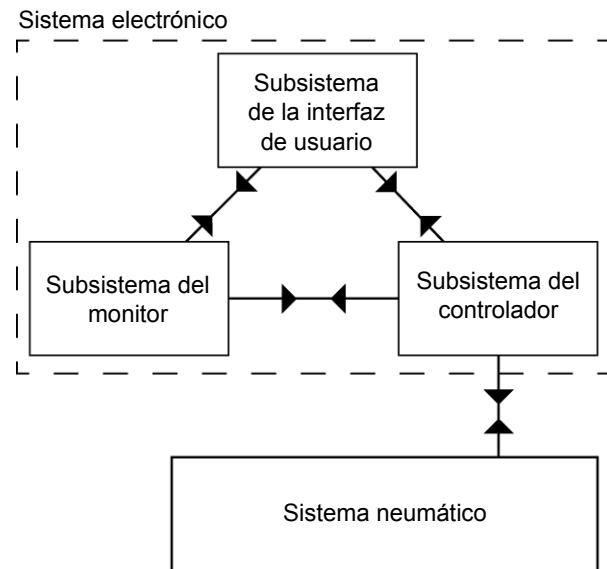 Sistema electrónico
Subsistema
de la interfaz
de usuario
Subsistema del
monitor
Subsistema del
controlador
Sistema neumático